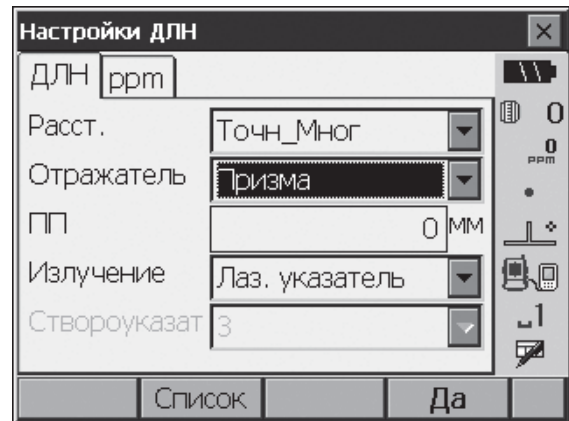 Настройки ДЛН
ДЛН ppm
Расст. Точн_Мног
Отражатель Призма
ПП 0 мм
Излучение Лаз. указатель
Створоуказат 3
0
0
PPM
1
Список Да